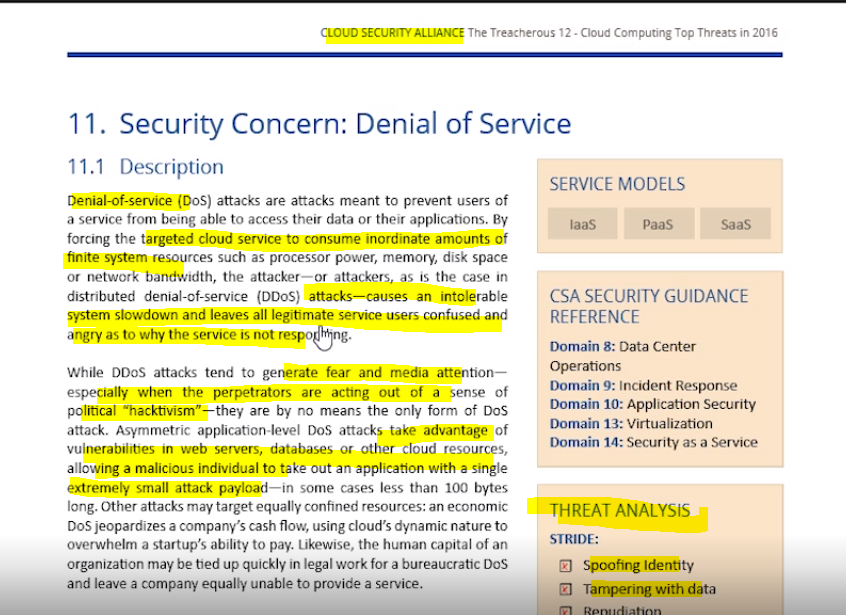 CLOUD SECURITY ALLIANCE The Treacherous 12 - Cloud Computing Top Threats in 2016
11. Security Concern: Denial of Service
11.1 Description
Denial-of-service (DoS) attacks are attacks meant to prevent users of
a service from being able to access their data or their applications. By
forcing the targeted cloud service to consume inordinate amounts of
finite system resources such as processor power, memory, disk space
or network bandwidth, the attacker—or attackers, as is the case in
distributed denial-of-service (DDoS) attacks—causes an intolerable
system slowdown and leaves all legitimate service users confused and
angry as to why the service is not responding.
While DDoS attacks tend to generate fear and media attention—
especially when the perpetrators are acting out of a sense of
political “hacktivism”—they are by no means the only form of DoS
attack. Asymmetric application-level DoS attacks take advantage of
vulnerabilities in web servers, databases or other cloud resources,
allowing a malicious individual to take out an application with a single
extremely small attack payload—in some cases less than 100 bytes
long. Other attacks may target equally confined resources: an economic
DoS jeopardizes a company’s cash flow, using cloud’s dynamic nature to
overwhelm a startup’s ability to pay. Likewise, the human capital of an
organization may be tied up quickly in legal work for a bureaucratic DoS
and leave a company equally unable to provide a service.
SERVICE MODELS
IaaS PaaS SaaS
CSA SECURITY GUIDANCE
REFERENCE
Domain 8: Data Center
Operations
Domain 9: Incident Response
Domain 10: Application Security
Domain 13: Virtualization
Domain 14: Security as a Service
THREAT ANALYSIS
STRIDE:
Spoofing Identity
Tampering with data
Repudiation